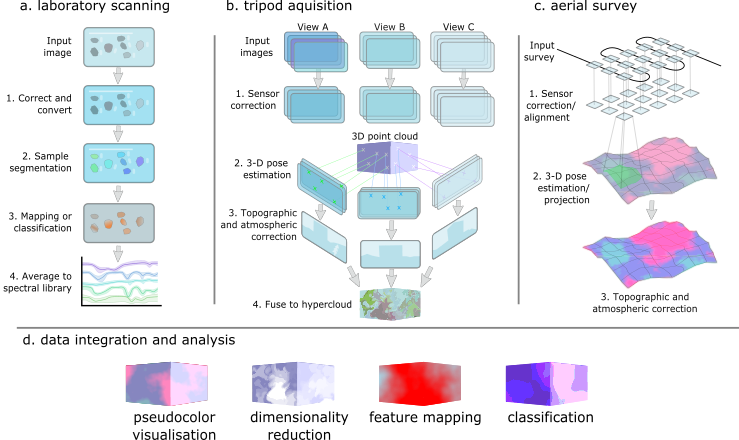 a. laboratory scanning
Input
image
1. Correct and
convert
2. Sample
segmentation
3. Mapping or
classification
4. Average to
spectral library
b. tripod aquisition
View A
View B
View C
Input
images
1. Sensor
correction
3D point cloud
2. 3-D pose
estimation
3. Topographic
and atmospheric
correction
4. Fuse to hypercloud
c. aerial survey
Input
survey
1. Sensor
correction/
alignment
2. 3-D pose
estimation/
projection
3. Topographic and
atmospheric correction
d. data integration and analysis
pseudocolor
visualisation
dimensionality
reduction
feature mapping
classification